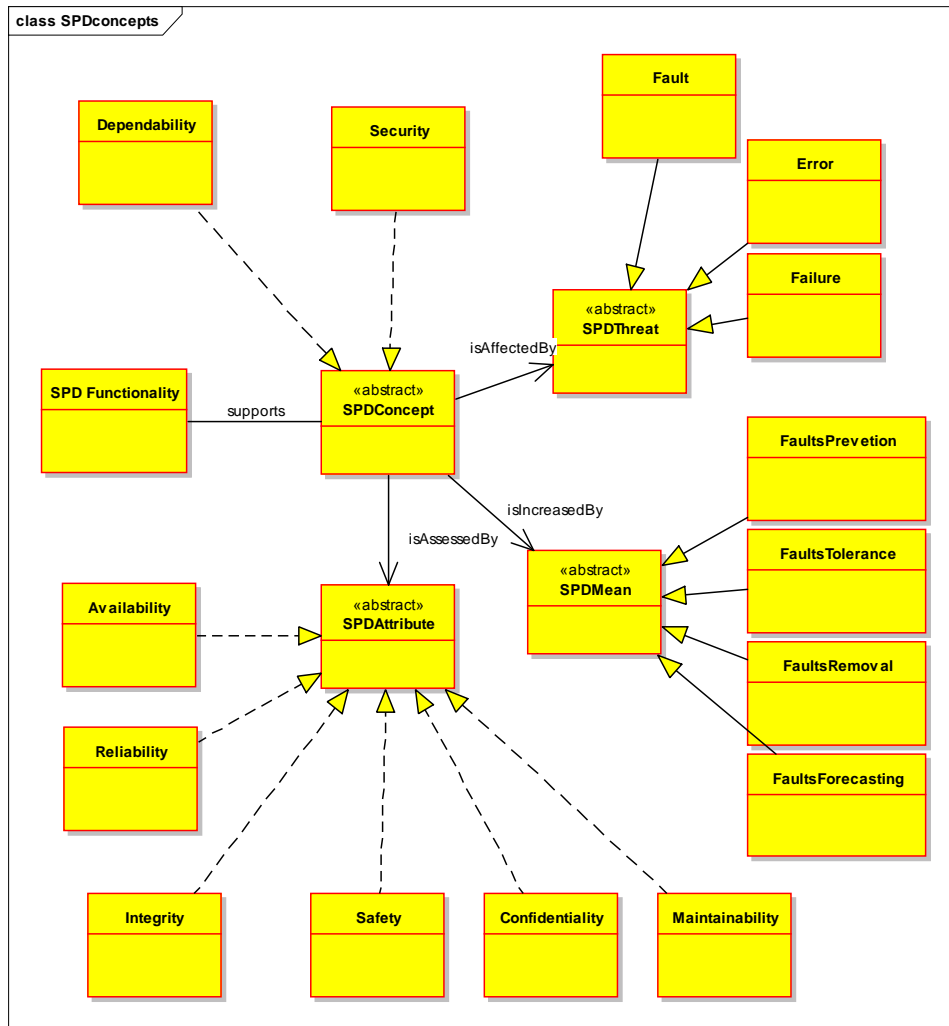 class SPDconcepts
Fault
Dependability
Security
Error
Failure
«abstract»
SPDThreat
isAffectedBy
SPD Functionality
supports
«abstract»
SPDConcept
FaultsPrevetion
isIncreasedBy
isAssessedBy
FaultsTolerance
«abstract»
SPDMean
Availability
«abstract»
SPDAttribute
FaultsRemoval
Reliability
FaultsForecasting
Integrity
Safety
Confidentiality
Maintainability